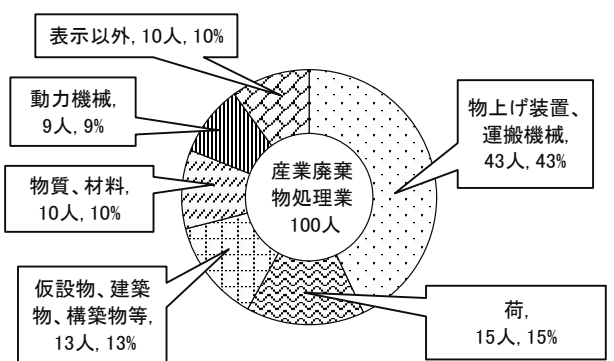 表示以外, 10人, 10%
動力機械,
9人, 9%
物質、材料,
10人, 10%
仮設物、建築
物、構築物等,
13人, 13%
産業廃棄
物処理業
100人
物上げ装置、
運搬機械,
43人, 43%
荷,
15人, 15%